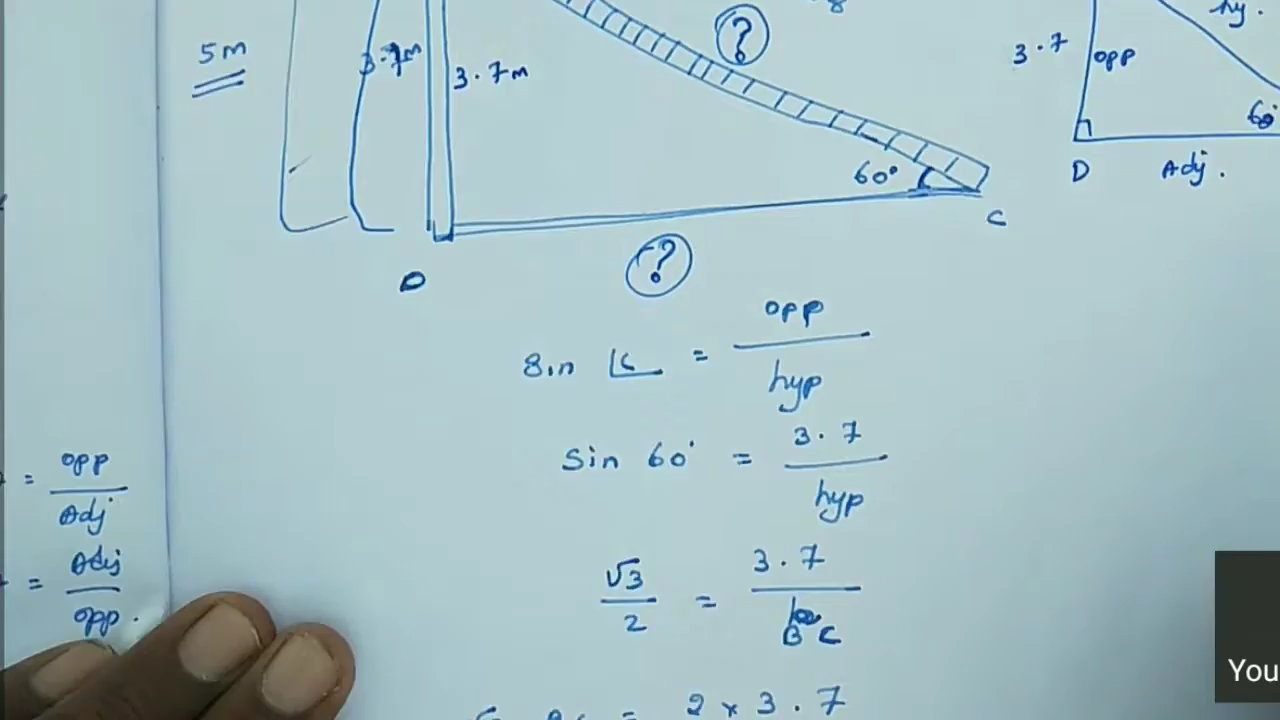 hy.
5m
3.7m
3.7m
?
3.7
opp
60°
60°
D
Adj.
C
D
?
Sin ∠C = opp / hyp
Sin 60° = 3.7 / hyp
√3 / 2 = 3.7 / BC
= opp / Adj
= Adj / opp.
= 2 × 3.7
You